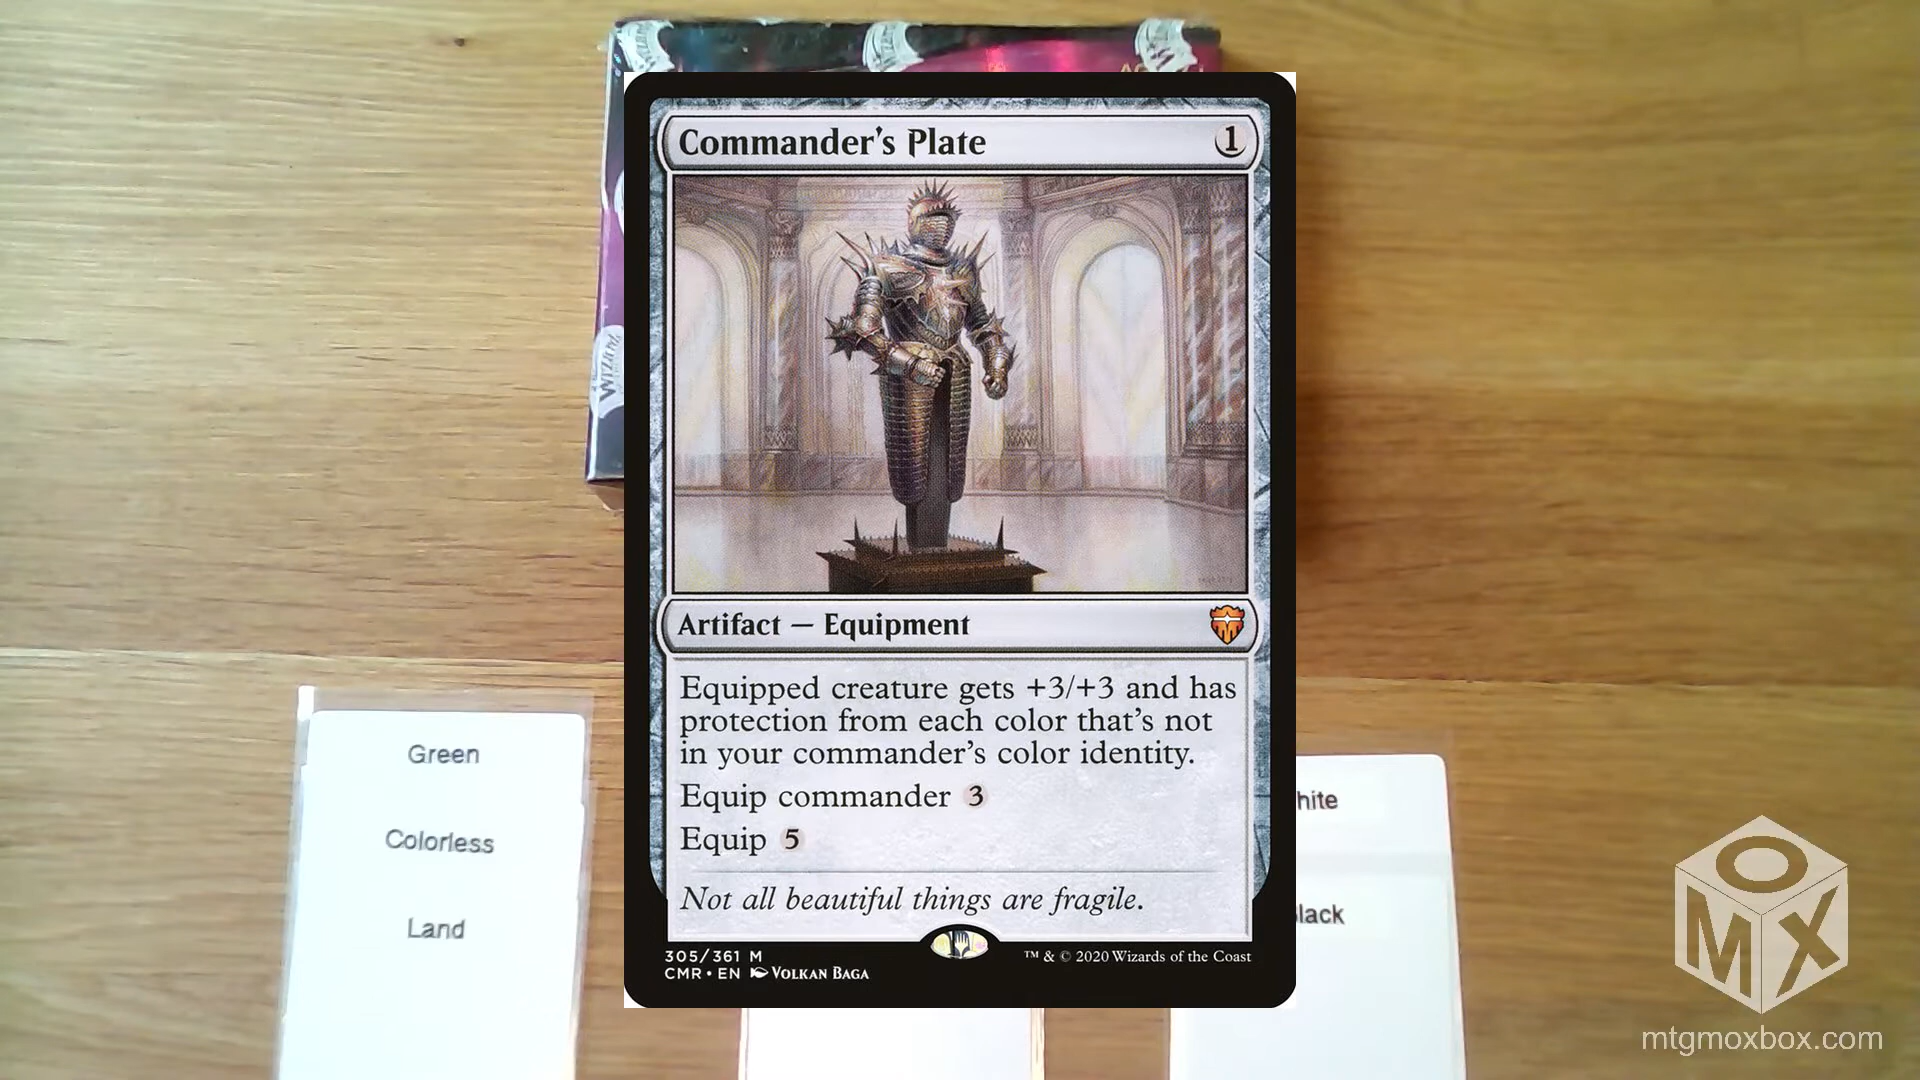 Commander's Plate
1
Artifact — Equipment
Equipped creature gets +3/+3 and has
protection from each color that's not
in your commander's color identity.
Equip commander 3
Equip 5
Not all beautiful things are fragile.
305/361 M
CMR • EN VOLKAN BAGA
™ & © 2020 Wizards of the Coast
Green
Colorless
Land
hite
lack
MOX
mtgmoxbox.com